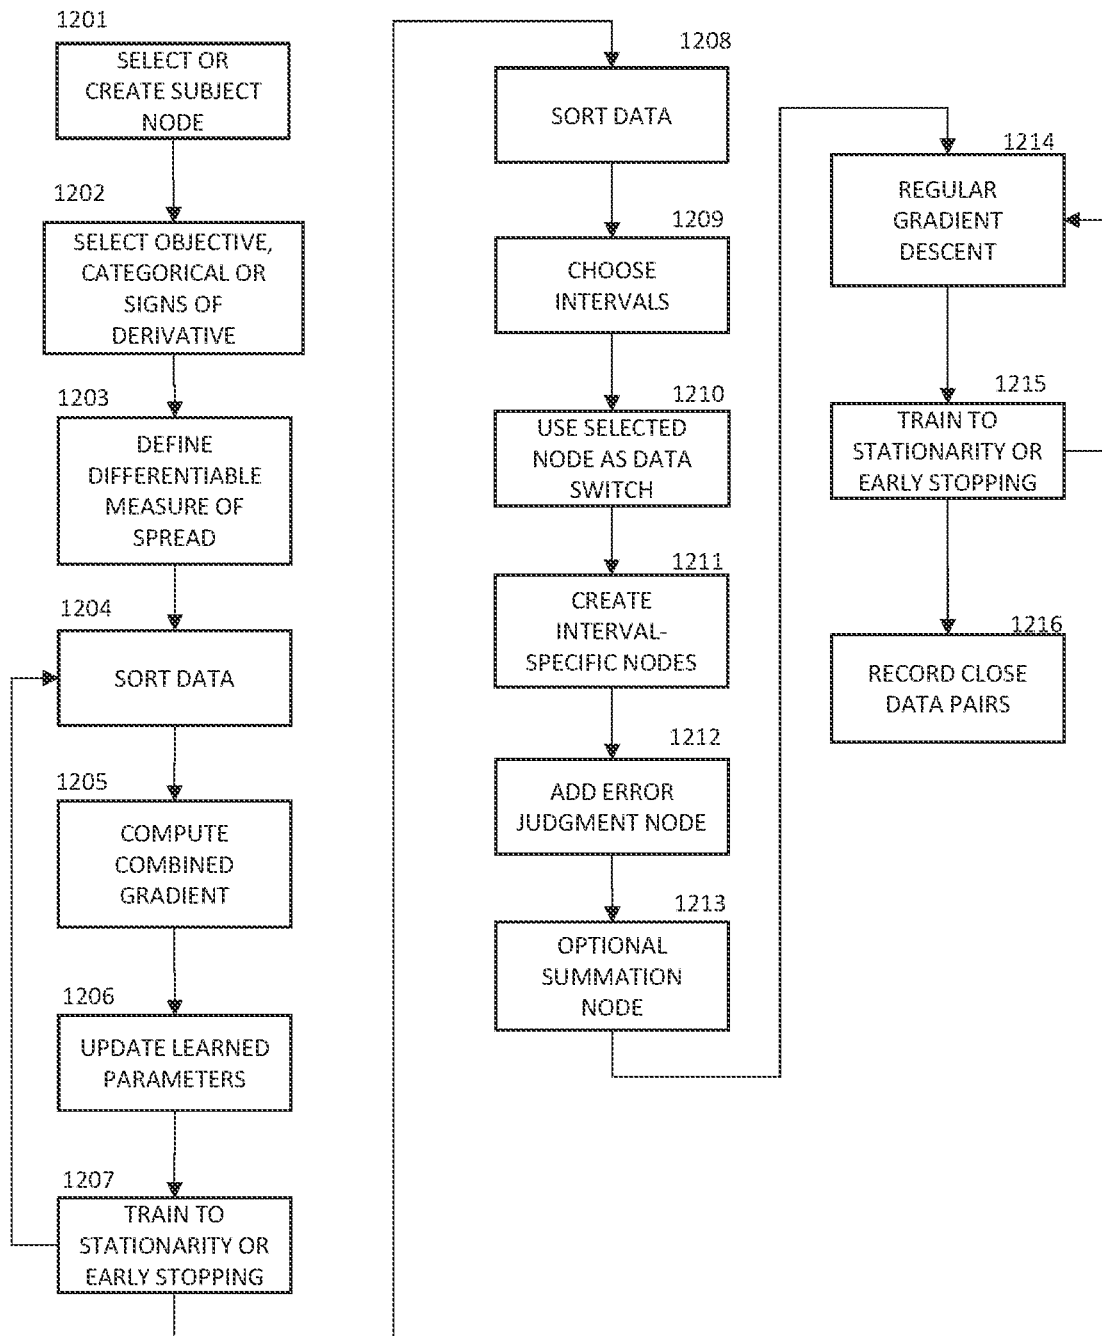 1201
SELECT OR
CREATE SUBJECT
NODE
1202
SELECT OBJECTIVE,
CATEGORICAL OR
SIGNS OF
DERIVATIVE
1203
DEFINE
DIFFERENTIABLE
MEASURE OF
SPREAD
1204
SORT DATA
1205
COMPUTE
COMBINED
GRADIENT
1206
UPDATE LEARNED
PARAMETERS
1207
TRAIN TO
STATIONARITY OR
EARLY STOPPING
1208
SORT DATA
1209
CHOOSE
INTERVALS
1210
USE SELECTED
NODE AS DATA
SWITCH
1211
CREATE
INTERVAL-
SPECIFIC NODES
1212
ADD ERROR
JUDGMENT NODE
1213
OPTIONAL
SUMMATION
NODE
1214
REGULAR
GRADIENT
DESCENT
1215
TRAIN TO
STATIONARITY OR
EARLY STOPPING
1216
RECORD CLOSE
DATA PAIRS